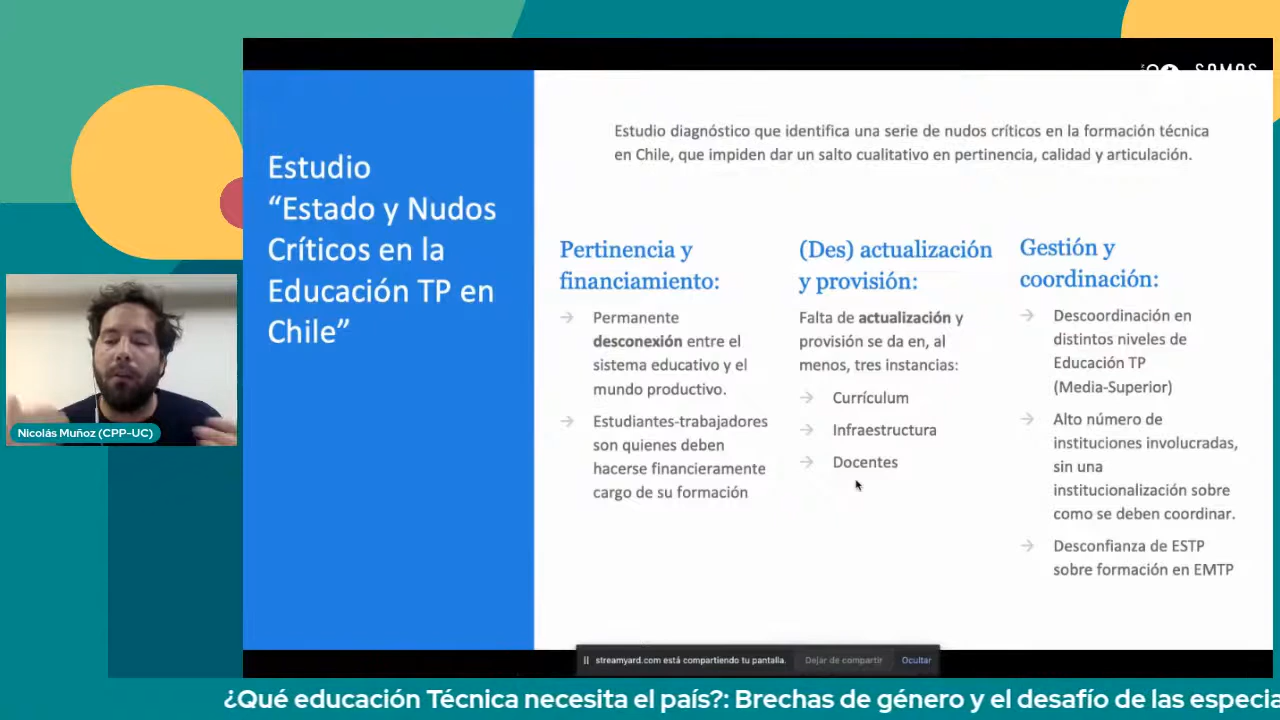 SOMOS
Estudio
“Estado y Nudos
Críticos en la
Educación TP en
Chile”
Estudio diagnóstico que identifica una serie de nudos críticos en la formación técnica
en Chile, que impiden dar un salto cualitativo en pertinencia, calidad y articulación.
Pertinencia y
financiamiento:
→ Permanente
desconexión entre el
sistema educativo y el
mundo productivo.
→ Estudiantes-trabajadores
son quienes deben
hacerse financieramente
cargo de su formación
(Des) actualización
y provisión:
Falta de actualización y
provisión se da en, al
menos, tres instancias:
→ Currículum
→ Infraestructura
→ Docentes
Gestión y
coordinación:
→ Descoordinación en
distintos niveles de
Educación TP
(Media-Superior)
→ Alto número de
instituciones involucradas,
sin una
institucionalización sobre
como se deben coordinar.
→ Desconfianza de ESTP
sobre formación en EMTP
Nicolás Muñoz (CPP-UC)
streamyard.com está compartiendo tu pantalla. Dejar de compartir Ocultar
¿Qué educación Técnica necesita el país?: Brechas de género y el desafío de las especia